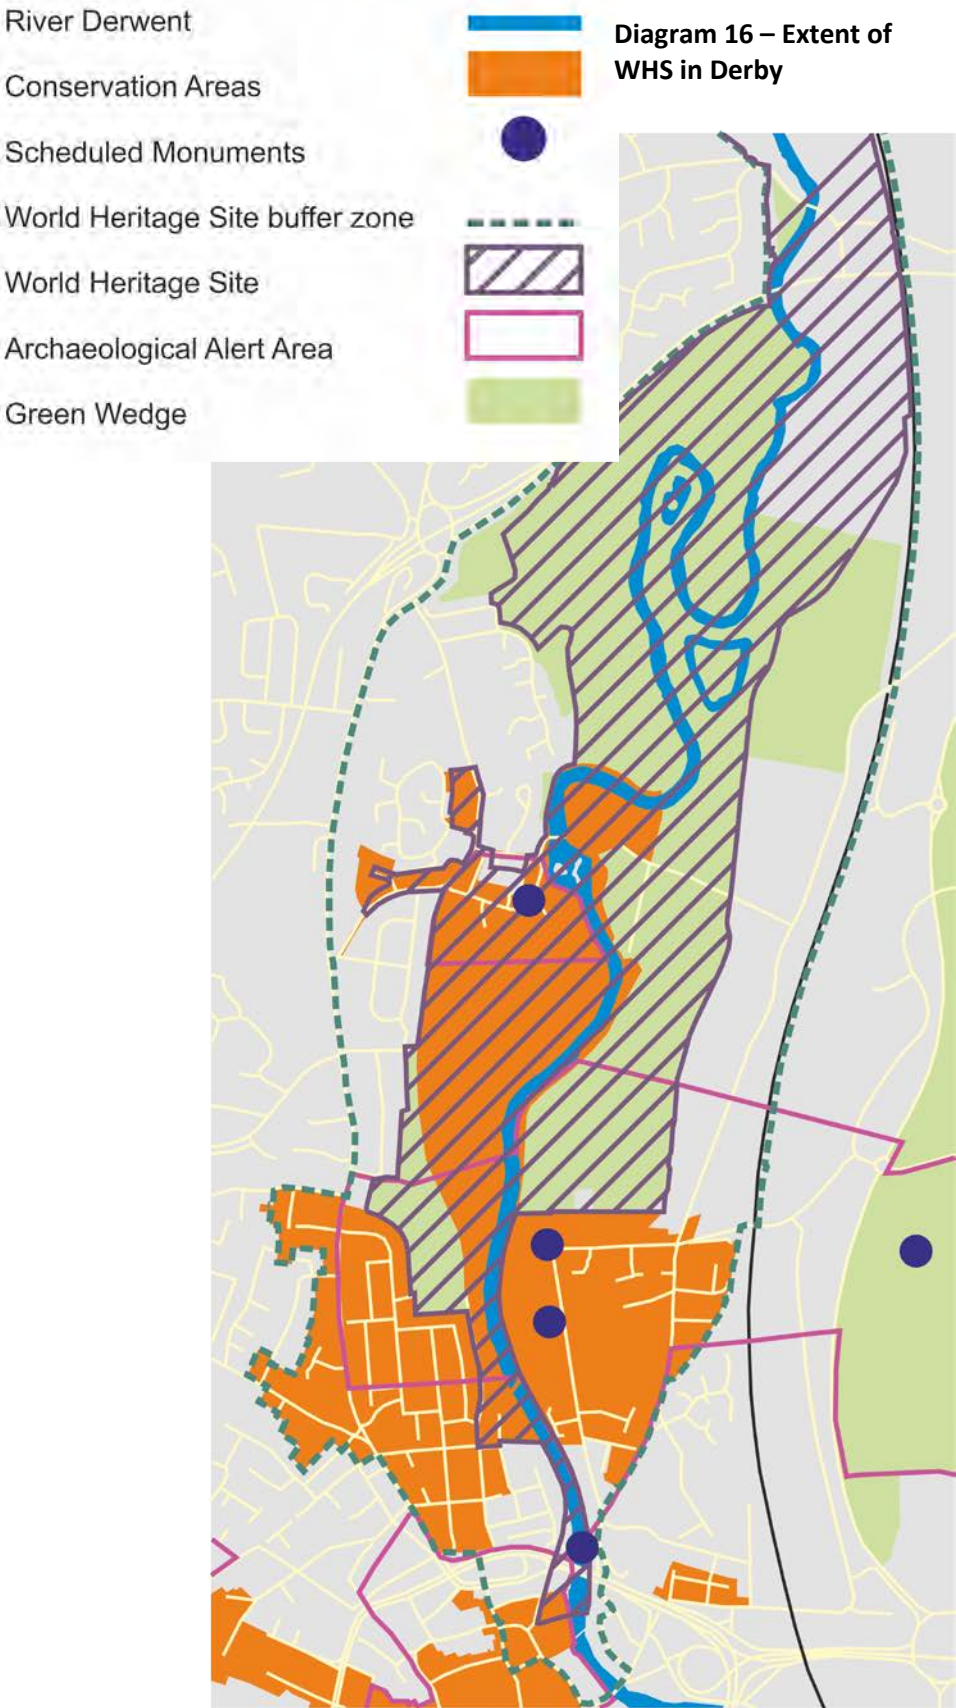 River Derwent
Conservation Areas
Scheduled Monuments
World Heritage Site buffer zone
World Heritage Site
Archaeological Alert Area
Green Wedge
Diagram 16 – Extent of
WHS in Derby